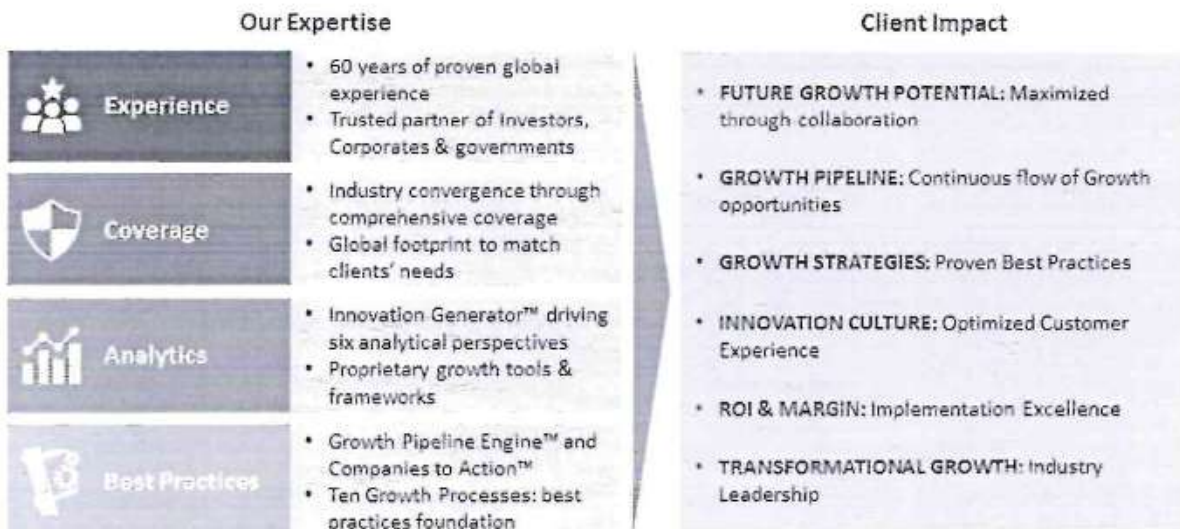 Our Expertise
Experience
• 60 years of proven global
experience
• Trusted partner of Investors,
Corporates & governments
Coverage
• Industry convergence through
comprehensive coverage
• Global footprint to match
clients' needs
Analytics
• Innovation Generator™ driving
six analytical perspectives
• Proprietary growth tools &
frameworks
Best Practices
• Growth Pipeline Engine™ and
Companies to Action™
• Ten Growth Processes: best
practices foundation
Client Impact
• FUTURE GROWTH POTENTIAL: Maximized
through collaboration
• GROWTH PIPELINE: Continuous flow of Growth
opportunities
• GROWTH STRATEGIES: Proven Best Practices
• INNOVATION CULTURE: Optimized Customer
Experience
• ROI & MARGIN: Implementation Excellence
• TRANSFORMATIONAL GROWTH: Industry
Leadership